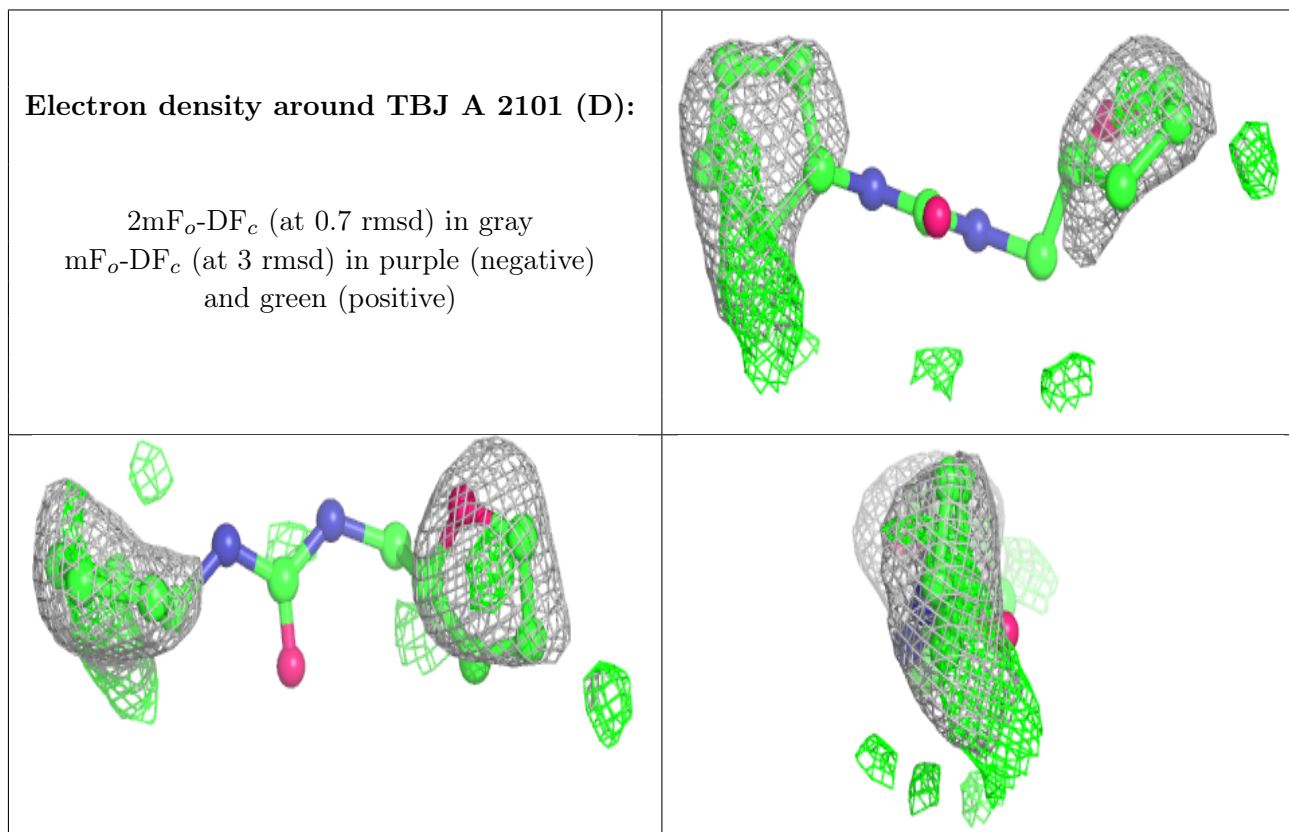 Electron density around TBJ A 2101 (D):
2mFₒ-DF𝑐 (at 0.7 rmsd) in gray
mFₒ-DF𝑐 (at 3 rmsd) in purple (negative)
and green (positive)